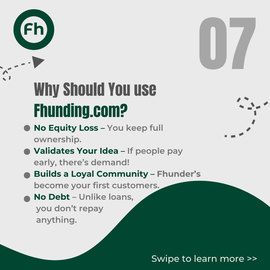 Fh
07
Why Should You use
Fhunding.com?
No Equity Loss – You keep full
ownership.
Validates Your Idea – If people pay
early, there's demand!
Builds a Loyal Community – Fhunder's
become your first customers.
No Debt – Unlike loans,
you don't repay
anything.
Swipe to learn more >>